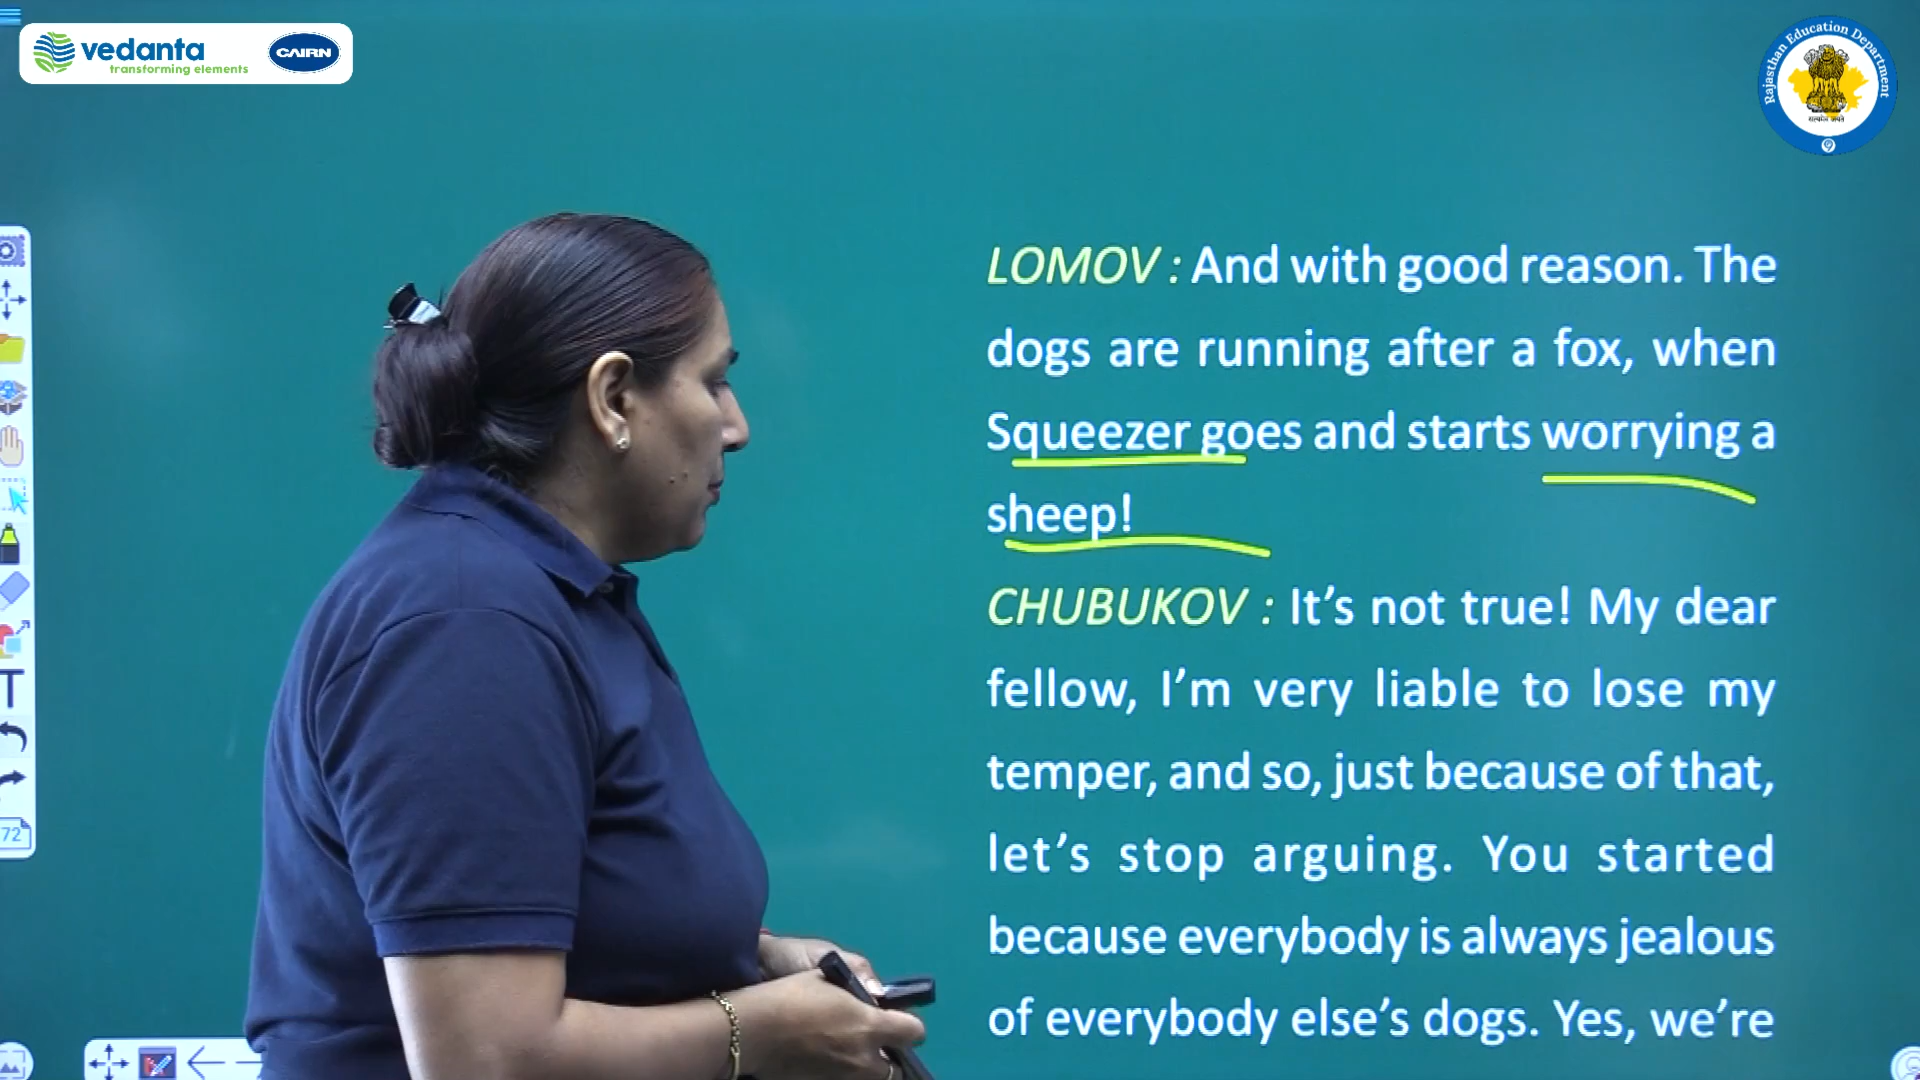 vedanta
transforming elements
CAIRN
Rajasthan Education Department
LOMOV : And with good reason. The
dogs are running after a fox, when
Squeezer goes and starts worrying a
sheep!
CHUBUKOV : It's not true! My dear
fellow, I'm very liable to lose my
temper, and so, just because of that,
let's stop arguing. You started
because everybody is always jealous
of everybody else's dogs. Yes, we're
T
72